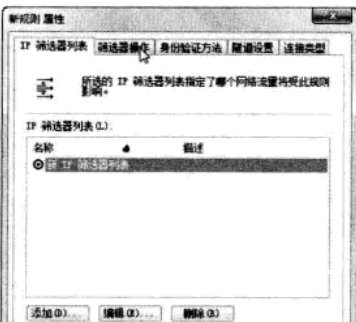 新规则 属性
IP 筛选器列表 筛选器操作 身份验证方法 隧道设置 连接类型
所选的 IP 筛选器列表指定了哪个网络流量将受此规则
影响。
IP 筛选器列表(L):
名称 描述
新 IP 筛选器列表
添加(D)... 编辑(E)... 删除(R)